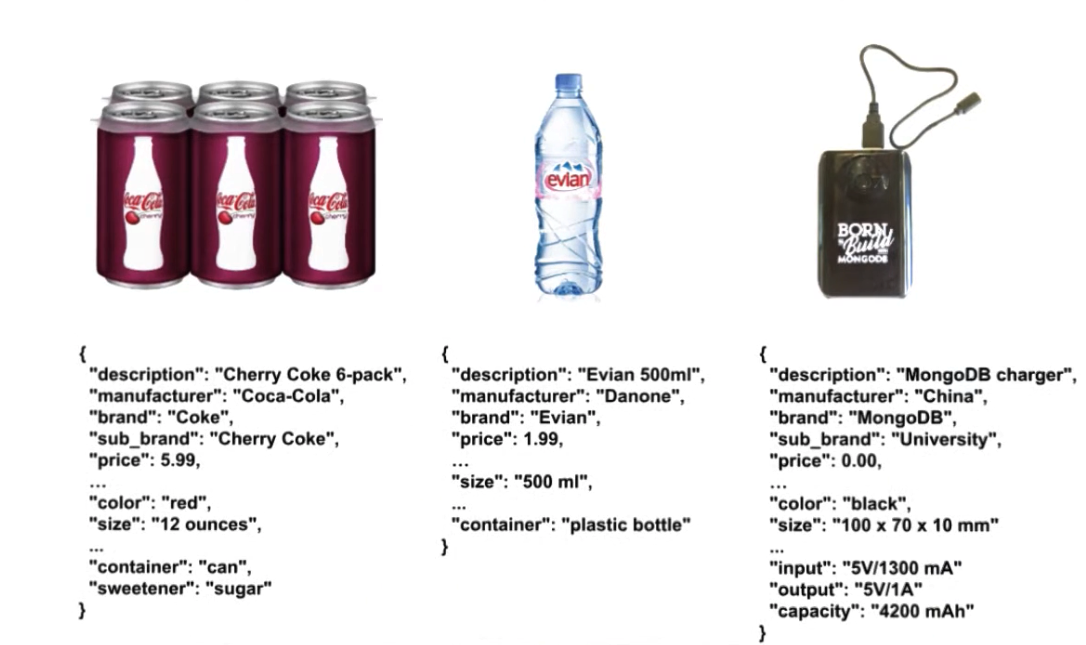 Coca-Cola
Cherry
Coca-Cola
Cherry
Coca-Cola
Cherry
evian
BORN
to Build
MONGODB
{
"description": "Cherry Coke 6-pack",
"manufacturer": "Coca-Cola",
"brand": "Coke",
"sub_brand": "Cherry Coke",
"price": 5.99,
...
"color": "red",
"size": "12 ounces",
...
"container": "can",
"sweetener": "sugar"
}
{
"description": "Evian 500ml",
"manufacturer": "Danone",
"brand": "Evian",
"price": 1.99,
...
"size": "500 ml",
...
"container": "plastic bottle"
}
{
"description": "MongoDB charger",
"manufacturer": "China",
"brand": "MongoDB",
"sub_brand": "University",
"price": 0.00,
...
"color": "black",
"size": "100 x 70 x 10 mm"
...
"input": "5V/1300 mA"
"output": "5V/1A"
"capacity": "4200 mAh"
}